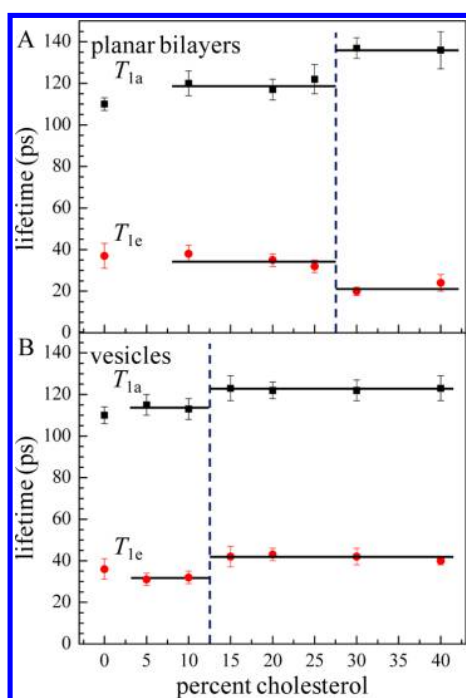 A planar bilayers
140
T1a
120
100
80
60
T1e
40
20
0
lifetime (ps)
B vesicles
140
T1a
120
100
80
60
T1e
40
20
0
lifetime (ps)
0 5 10 15 20 25 30 35 40
percent cholesterol